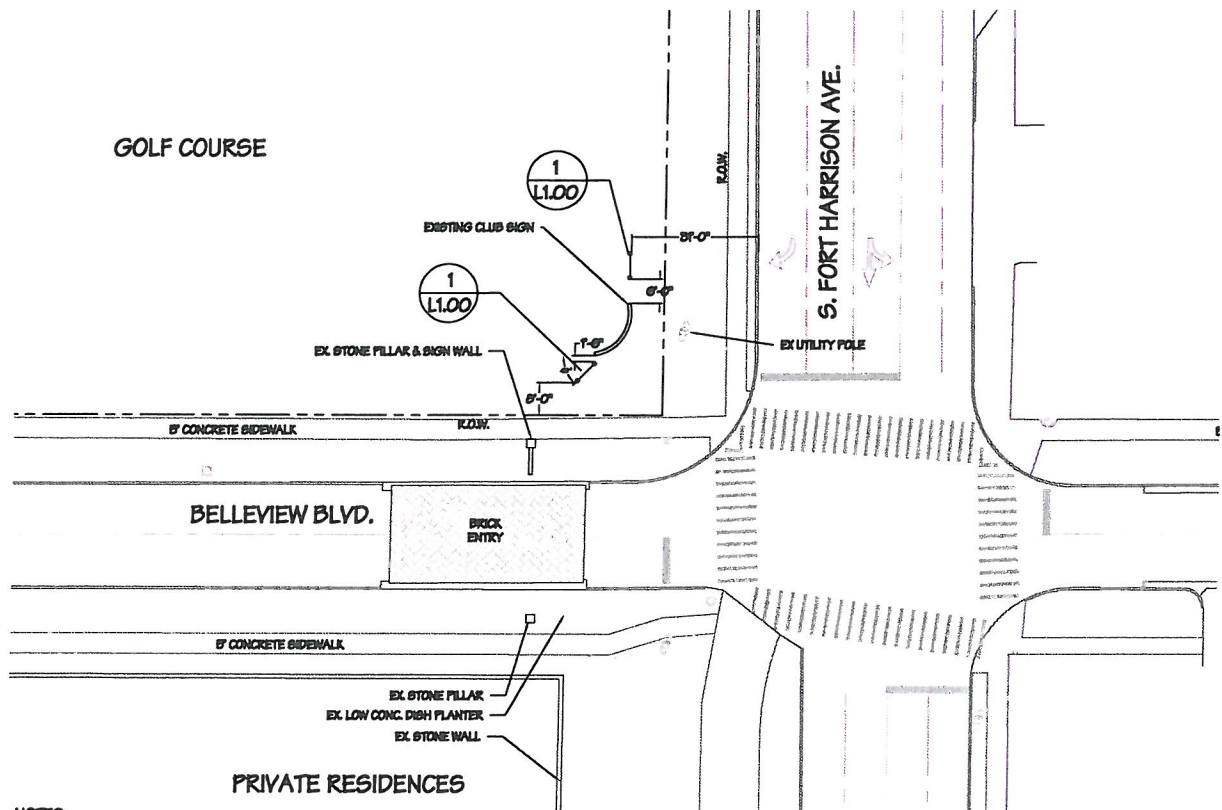 GOLF COURSE
1
L1.00
R.O.W.
S. FORT HARRISON AVE.
EXISTING CLUB SIGN
1
L1.00
EX UTILITY POLE
EX. STONE PILLAR & SIGN WALL
R.O.W.
5' CONCRETE SIDEWALK
BELLEVIEW BLVD.
BRICK
ENTRY
5' CONCRETE SIDEWALK
EX. STONE PILLAR
EX. LOW CONC. DISH PLANTER
EX. STONE WALL
PRIVATE RESIDENCES